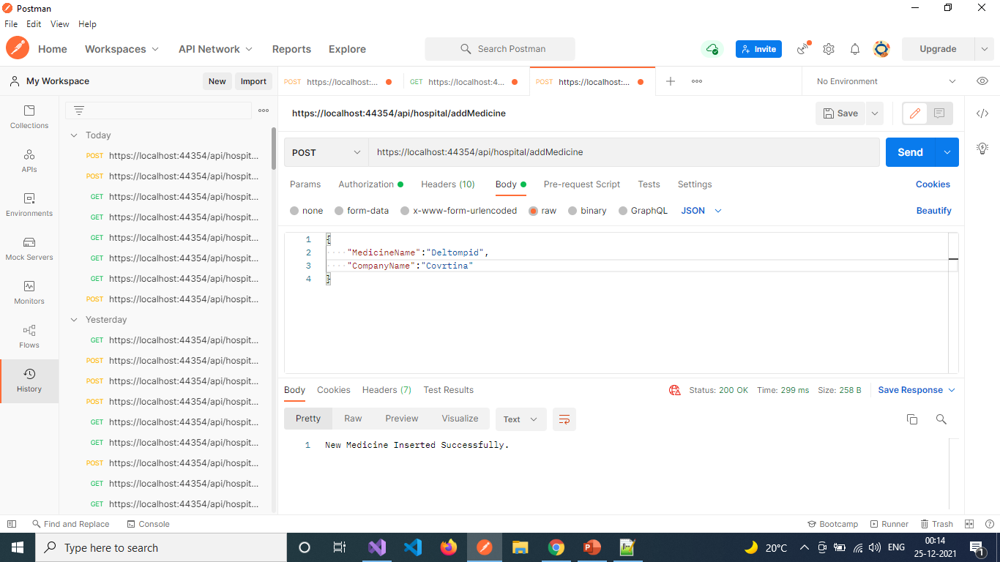 Postman
File Edit View Help
Home Workspaces API Network Reports Explore Search Postman Invite Upgrade
My Workspace New Import POST https://localhost:... GET https://localhost:4... POST https://localhost:... No Environment
https://localhost:44354/api/hospital/addMedicine Save
Collections
APIs
Environments
Mock Servers
Monitors
Flows
History
Today
POST https://localhost:44354/api/hospit...
POST https://localhost:44354/api/hospit...
GET https://localhost:44354/api/hospit...
GET https://localhost:44354/api/hospit...
GET https://localhost:44354/api/hospit...
GET https://localhost:44354/api/hospit...
GET https://localhost:44354/api/hospit...
POST https://localhost:44354/api/hospit...
Yesterday
GET https://localhost:44354/api/hospit...
POST https://localhost:44354/api/hospit...
POST https://localhost:44354/api/hospit...
POST https://localhost:44354/api/hospit...
GET https://localhost:44354/api/hospit...
GET https://localhost:44354/api/hospit...
POST https://localhost:44354/api/hospit...
GET https://localhost:44354/api/hospit...
GET https://localhost:44354/api/hospit...
POST https://localhost:44354/api/hospital/addMedicine Send
Params Authorization Headers (10) Body Pre-request Script Tests Settings Cookies
none form-data x-www-form-urlencoded raw binary GraphQL JSON Beautify
1 {
2 "MedicineName":"Deltompid",
3 "CompanyName":"Covrtina"
4 }
Body Cookies Headers (7) Test Results Status: 200 OK Time: 299 ms Size: 258 B Save Response
Pretty Raw Preview Visualize Text
1 New Medicine Inserted Successfully.
Find and Replace Console Bootcamp Runner Trash
Type here to search 20°C ENG 00:14
25-12-2021 1